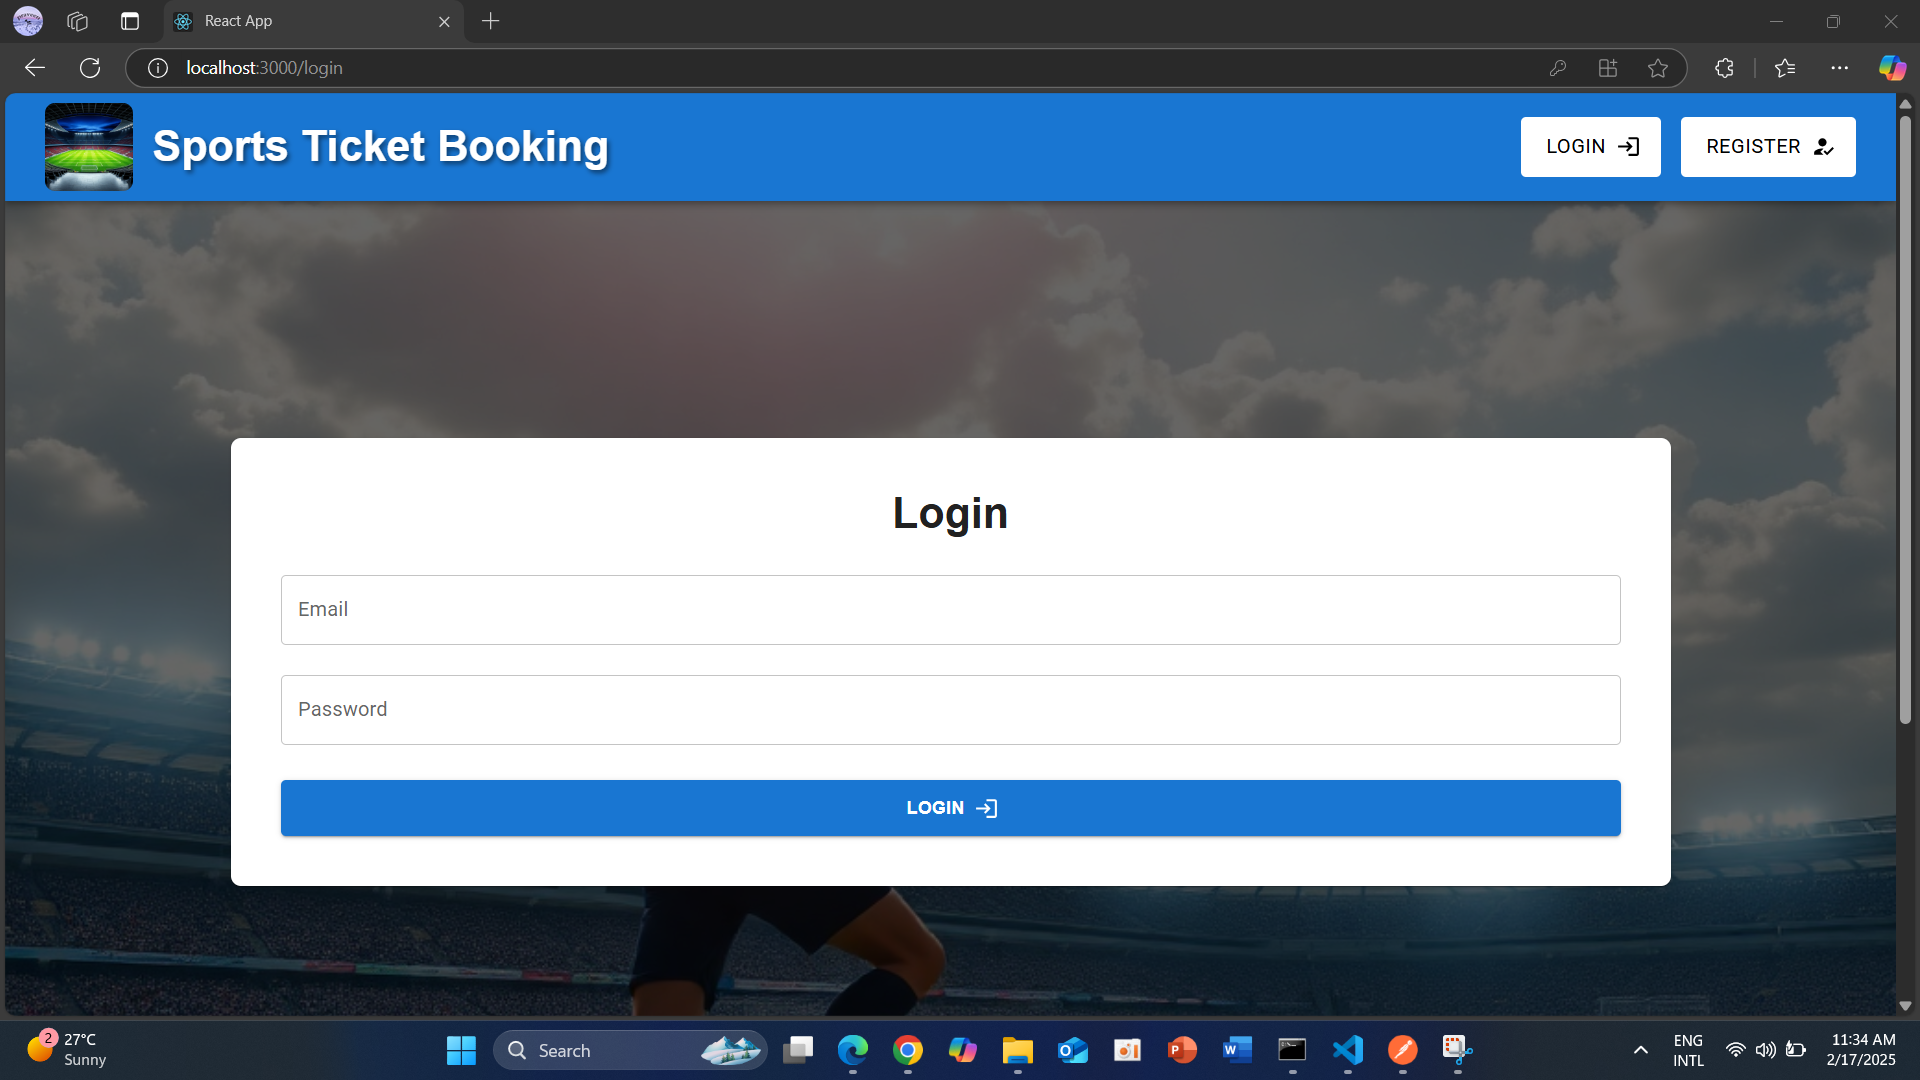 React App
localhost:3000/login
Sports Ticket Booking
LOGIN
REGISTER
Login
Email
Password
LOGIN
2
27°C
Sunny
Search
ENG
INTL
11:34 AM
2/17/2025